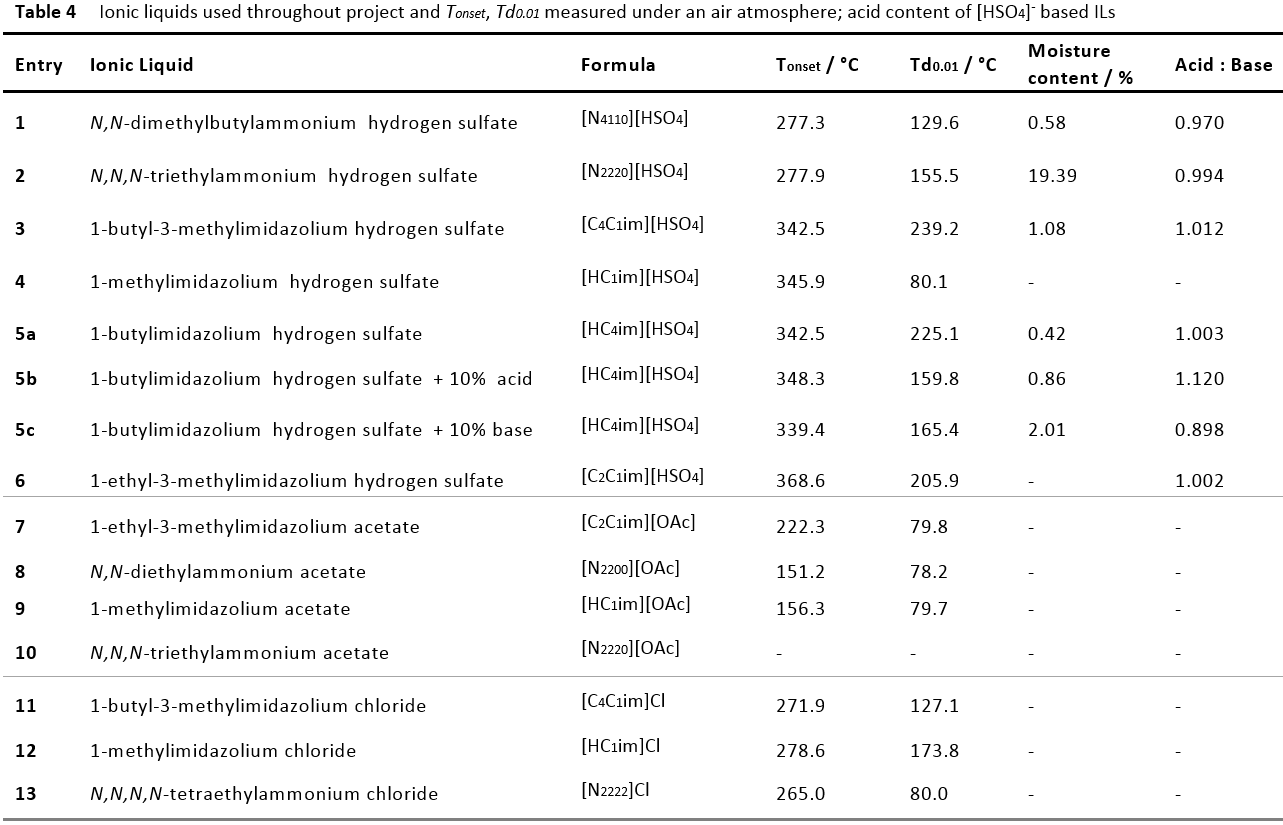 Table 4 Ionic liquids used throughout project and Tonset, Td0.01 measured under an air atmosphere; acid content of [HSO4]- based ILs
Entry Ionic Liquid Formula Tonset / °C Td0.01 / °C Moisture content / % Acid : Base
1 N,N-dimethylbutylammonium hydrogen sulfate [N4110][HSO4] 277.3 129.6 0.58 0.970
2 N,N,N-triethylammonium hydrogen sulfate [N2220][HSO4] 277.9 155.5 19.39 0.994
3 1-butyl-3-methylimidazolium hydrogen sulfate [C4C1im][HSO4] 342.5 239.2 1.08 1.012
4 1-methylimidazolium hydrogen sulfate [HC1im][HSO4] 345.9 80.1 - -
5a 1-butylimidazolium hydrogen sulfate [HC4im][HSO4] 342.5 225.1 0.42 1.003
5b 1-butylimidazolium hydrogen sulfate + 10% acid [HC4im][HSO4] 348.3 159.8 0.86 1.120
5c 1-butylimidazolium hydrogen sulfate + 10% base [HC4im][HSO4] 339.4 165.4 2.01 0.898
6 1-ethyl-3-methylimidazolium hydrogen sulfate [C2C1im][HSO4] 368.6 205.9 - 1.002
7 1-ethyl-3-methylimidazolium acetate [C2C1im][OAc] 222.3 79.8 - -
8 N,N-diethylammonium acetate [N2200][OAc] 151.2 78.2 - -
9 1-methylimidazolium acetate [HC1im][OAc] 156.3 79.7 - -
10 N,N,N-triethylammonium acetate [N2220][OAc] - - - -
11 1-butyl-3-methylimidazolium chloride [C4C1im]Cl 271.9 127.1 - -
12 1-methylimidazolium chloride [HC1im]Cl 278.6 173.8 - -
13 N,N,N,N-tetraethylammonium chloride [N2222]Cl 265.0 80.0 - -